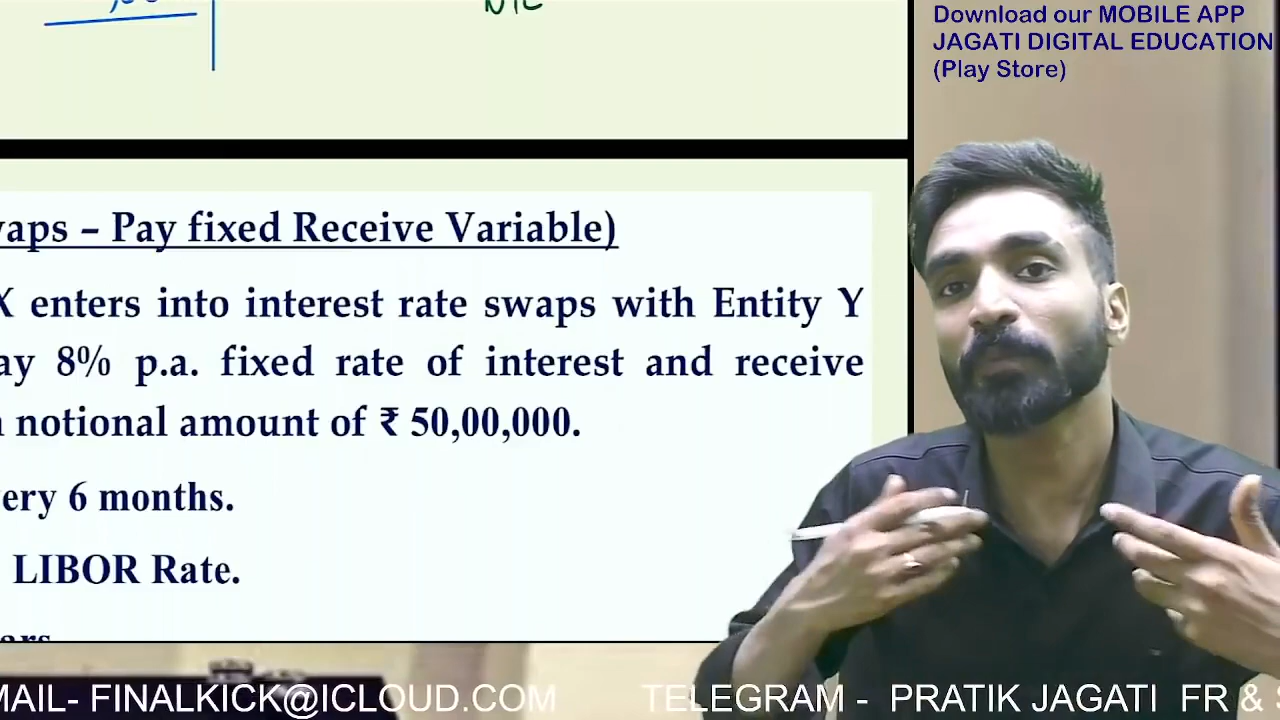 NIL
Download our MOBILE APP
JAGATI DIGITAL EDUCATION
(Play Store)
waps – Pay fixed Receive Variable)
X enters into interest rate swaps with Entity Y
ay 8% p.a. fixed rate of interest and receive
notional amount of ₹ 50,00,000.
ery 6 months.
LIBOR Rate.
MAIL- FINALKICK@ICLOUD.COM TELEGRAM - PRATIK JAGATI FR &